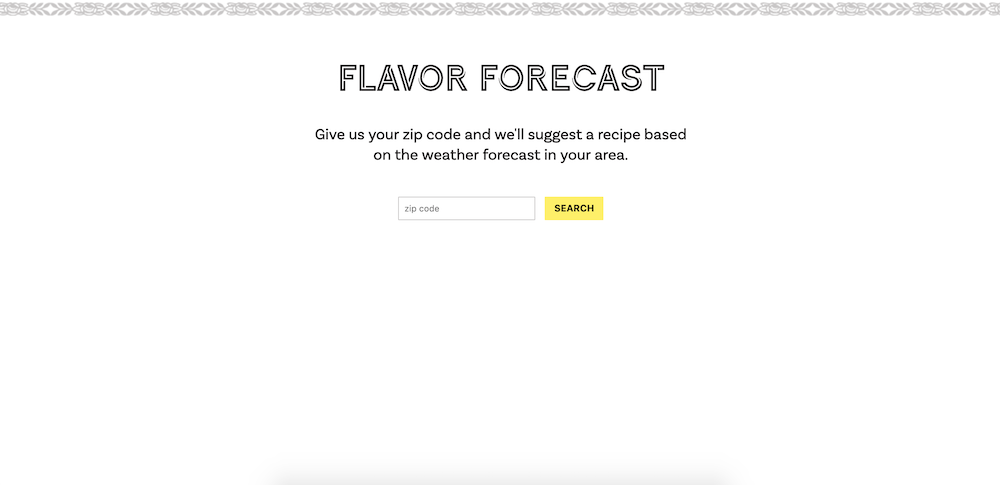 FLAVOR FORECAST
Give us your zip code and we'll suggest a recipe based
on the weather forecast in your area.
zip code
SEARCH